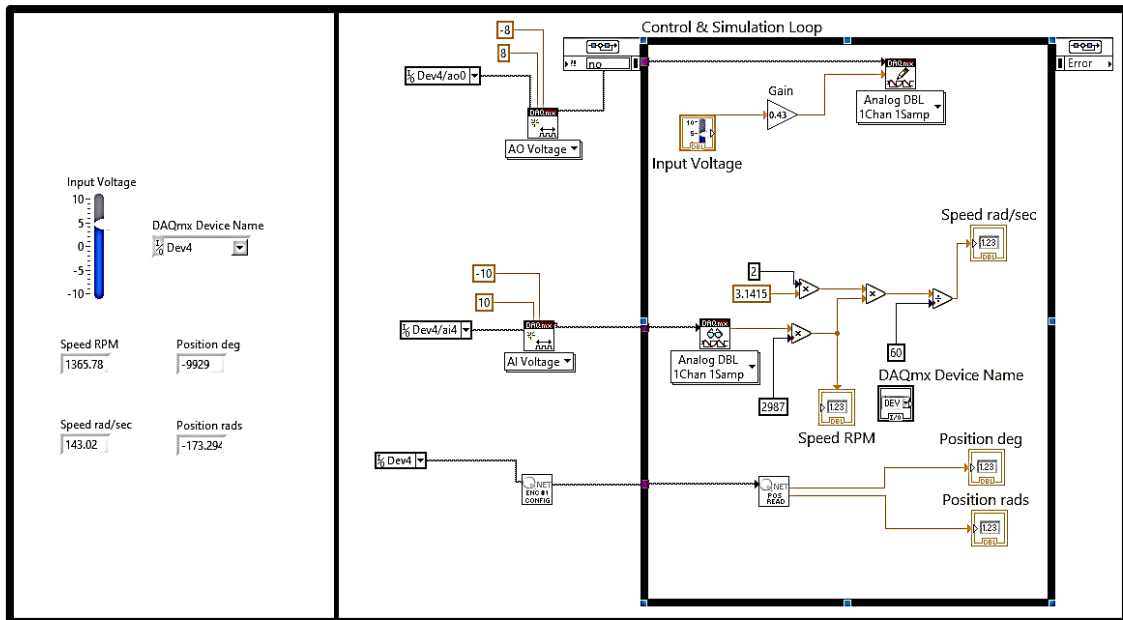 Input Voltage
10
5
0
-5
-10
DAQmx Device Name
I/O Dev4
Speed RPM
1365.78
Position deg
-9929
Speed rad/sec
143.02
Position rads
-173.294
Control & Simulation Loop
-8
8
I/O Dev4/ao0
DAQmx
AO Voltage
?! no
Error
DAQmx
Analog DBL
1Chan 1Samp
Gain
0.43
10
5
DBL
Input Voltage
-10
10
I/O Dev4/ai4
DAQmx
AI Voltage
DAQmx
Analog DBL
1Chan 1Samp
2987
2
3.1415
60
Speed rad/sec
1.23
DBL
1.23
DBL
Speed RPM
DAQmx Device Name
DEV
I/O
I/O Dev4
NET
ENC #1
CONFIG
NET
POS
READ
Position deg
1.23
DBL
Position rads
1.23
DBL